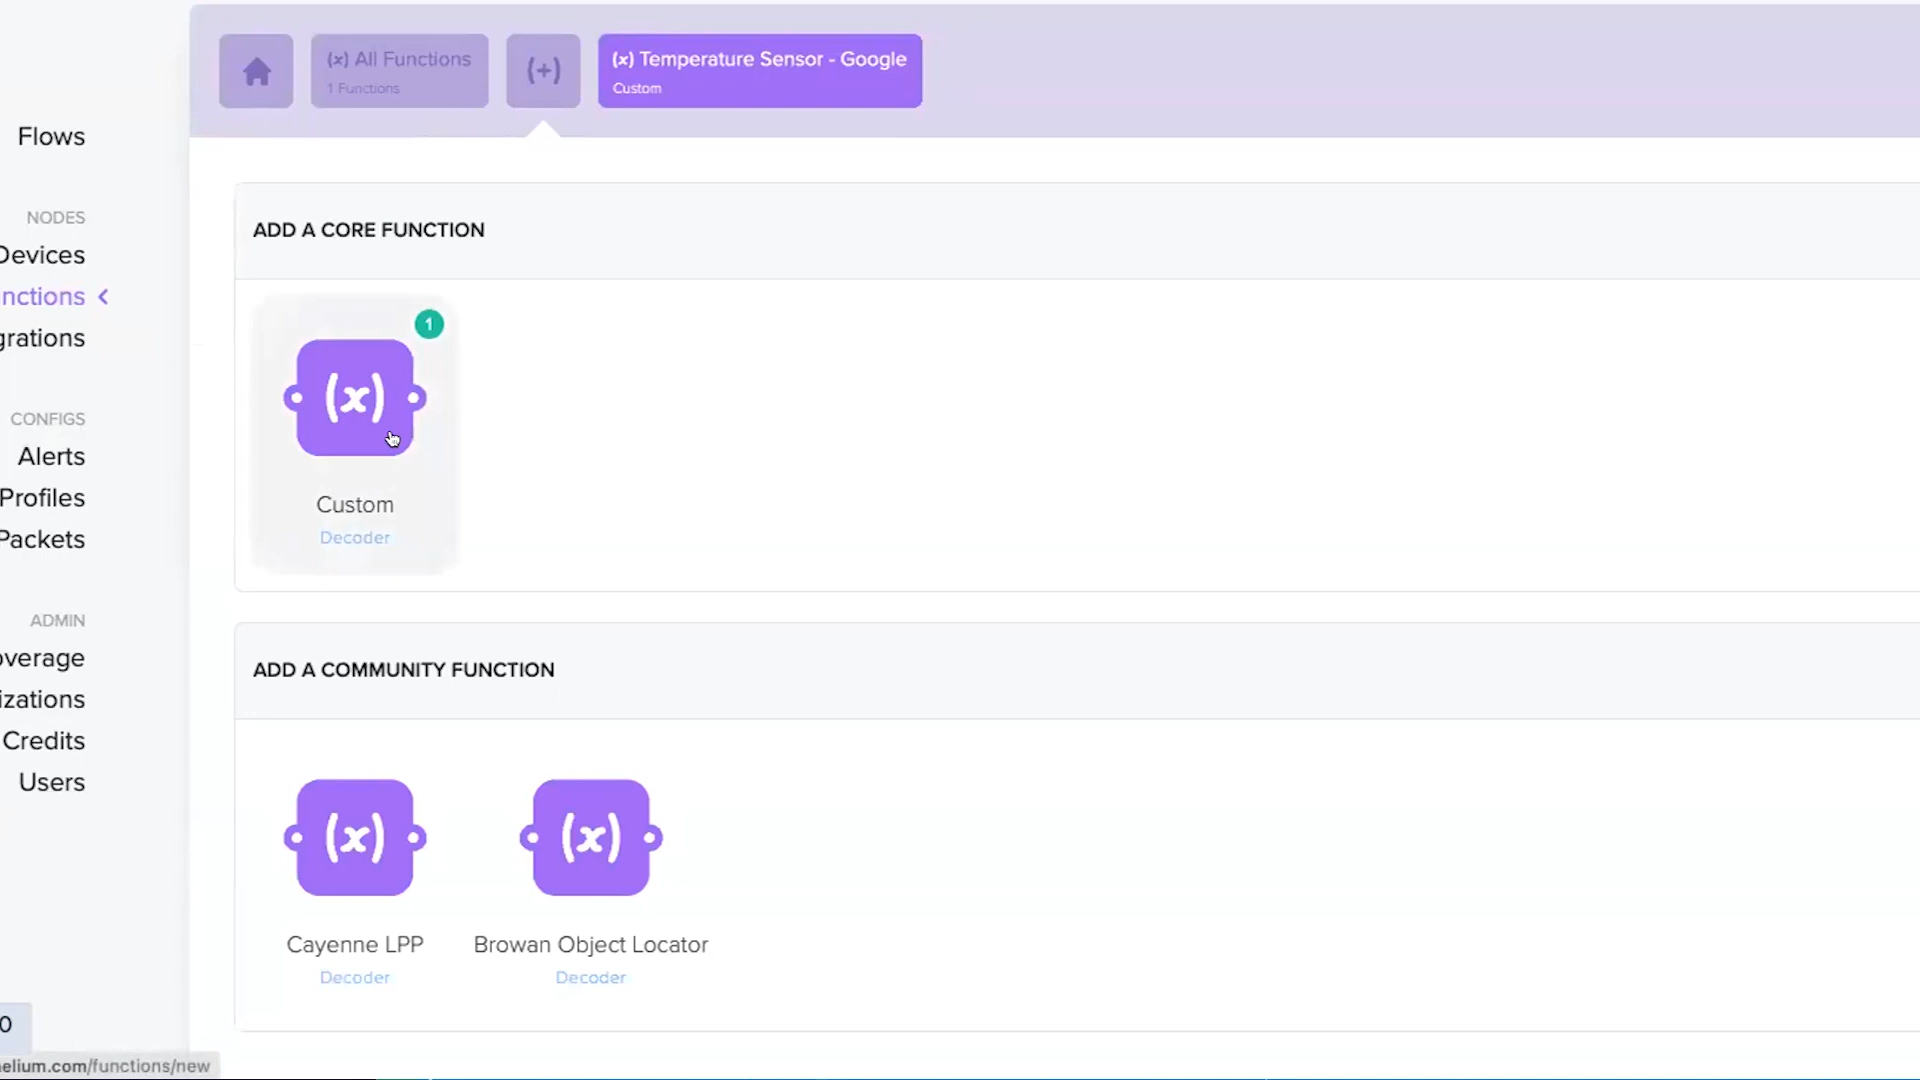 (x) All Functions
1 Functions
(+)
(x) Temperature Sensor - Google
Custom
Flows
NODES
Devices
nctions <
grations
CONFIGS
Alerts
Profiles
Packets
ADMIN
overage
izations
Credits
Users
0
ADD A CORE FUNCTION
1
(x)
Custom
Decoder
ADD A COMMUNITY FUNCTION
(x)
(x)
Cayenne LPP
Browan Object Locator
Decoder
Decoder
helium.com/functions/new